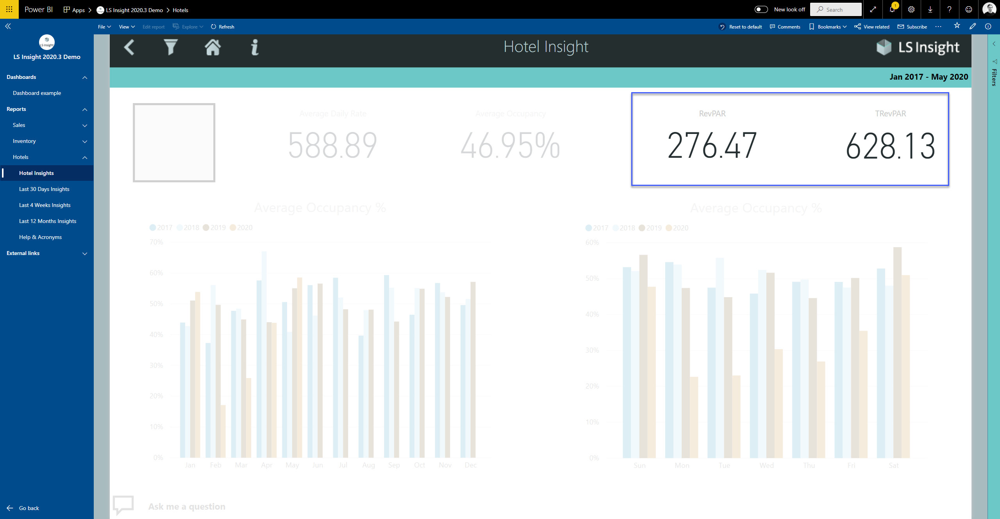 Power BI Apps LS Insight 2020.3 Demo Hotels New look off Search 1
File View Edit report Explore Refresh Reset to default Comments Bookmarks View related Subscribe
LS Insight
LS Insight 2020.3 Demo
Dashboards
Dashboard example
Reports
Sales
Inventory
Hotels
Hotel Insights
Last 30 Days Insights
Last 4 Weeks Insights
Last 12 Months Insights
Help & Acronyms
External links
Go back
Hotel Insight
LS Insight
Jan 2017 - May 2020
Filters
Average Daily Rate
588.89
Average Occupancy
46.95%
RevPAR
276.47
TRevPAR
628.13
Average Occupancy %
2017 2018 2019 2020
70%
60%
50%
40%
30%
20%
10%
0%
Jan Feb Mar Apr May Jun Jul Aug Sep Oct Nov Dec
Average Occupancy %
2017 2018 2019 2020
60%
50%
40%
30%
20%
10%
0%
Sun Mon Tue Wed Thu Fri Sat
Ask me a question